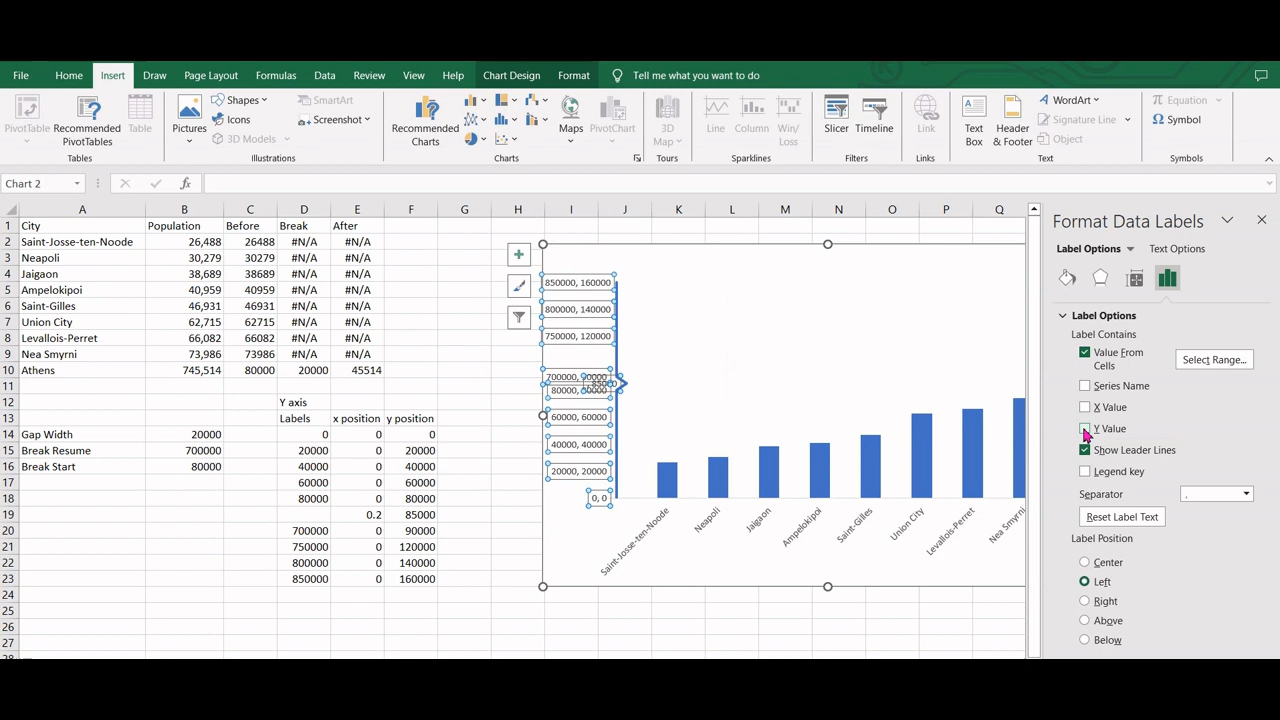 File Home Insert Draw Page Layout Formulas Data Review View Help Chart Design Format Tell me what you want to do
PivotTable
Recommended PivotTables
Table
Tables
Pictures
Shapes
Icons
3D Models
SmartArt
Screenshot
Illustrations
Recommended Charts
Maps
PivotChart
Charts
3D Map
Tours
Line
Column
Win/Loss
Sparklines
Slicer
Timeline
Filters
Link
Links
Text Box
Header & Footer
WordArt
Signature Line
Object
Text
Equation
Symbol
Symbols
Chart 2 fx
A B C D E F G H I J K L M N O P Q
1 City Population Before Break After
2 Saint-Josse-ten-Noode 26,488 26488 #N/A #N/A
3 Neapoli 30,279 30279 #N/A #N/A
4 Jaigaon 38,689 38689 #N/A #N/A
5 Ampelokipoi 40,959 40959 #N/A #N/A
6 Saint-Gilles 46,931 46931 #N/A #N/A
7 Union City 62,715 62715 #N/A #N/A
8 Levallois-Perret 66,082 66082 #N/A #N/A
9 Nea Smyrni 73,986 73986 #N/A #N/A
10 Athens 745,514 80000 20000 45514
11
12 Y axis
13 Labels x position y position
14 Gap Width 20000 0 0 0
15 Break Resume 700000 20000 0 20000
16 Break Start 80000 40000 0 40000
17 60000 0 60000
18 80000 0 80000
19 0.2 85000
20 700000 0 90000
21 750000 0 120000
22 800000 0 140000
23 850000 0 160000
24
25
26
27
850000, 160000
800000, 140000
750000, 120000
60000, 60000
40000, 40000
20000, 20000
0, 0
Saint-Josse-ten-Noode
Neapoli
Jaigaon
Ampelokipoi
Saint-Gilles
Union City
Levallois-Perret
Nea Smyrni
Format Data Labels
Label Options Text Options
Label Options
Label Contains
Value From Cells
Select Range...
Series Name
X Value
Y Value
Show Leader Lines
Legend key
Separator ,
Reset Label Text
Label Position
Center
Left
Right
Above
Below